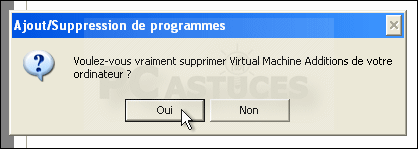 Ajout/Suppression de programmes
Voulez-vous vraiment supprimer Virtual Machine Additions de votre
ordinateur ?
PC ASTUCES
Oui
Non